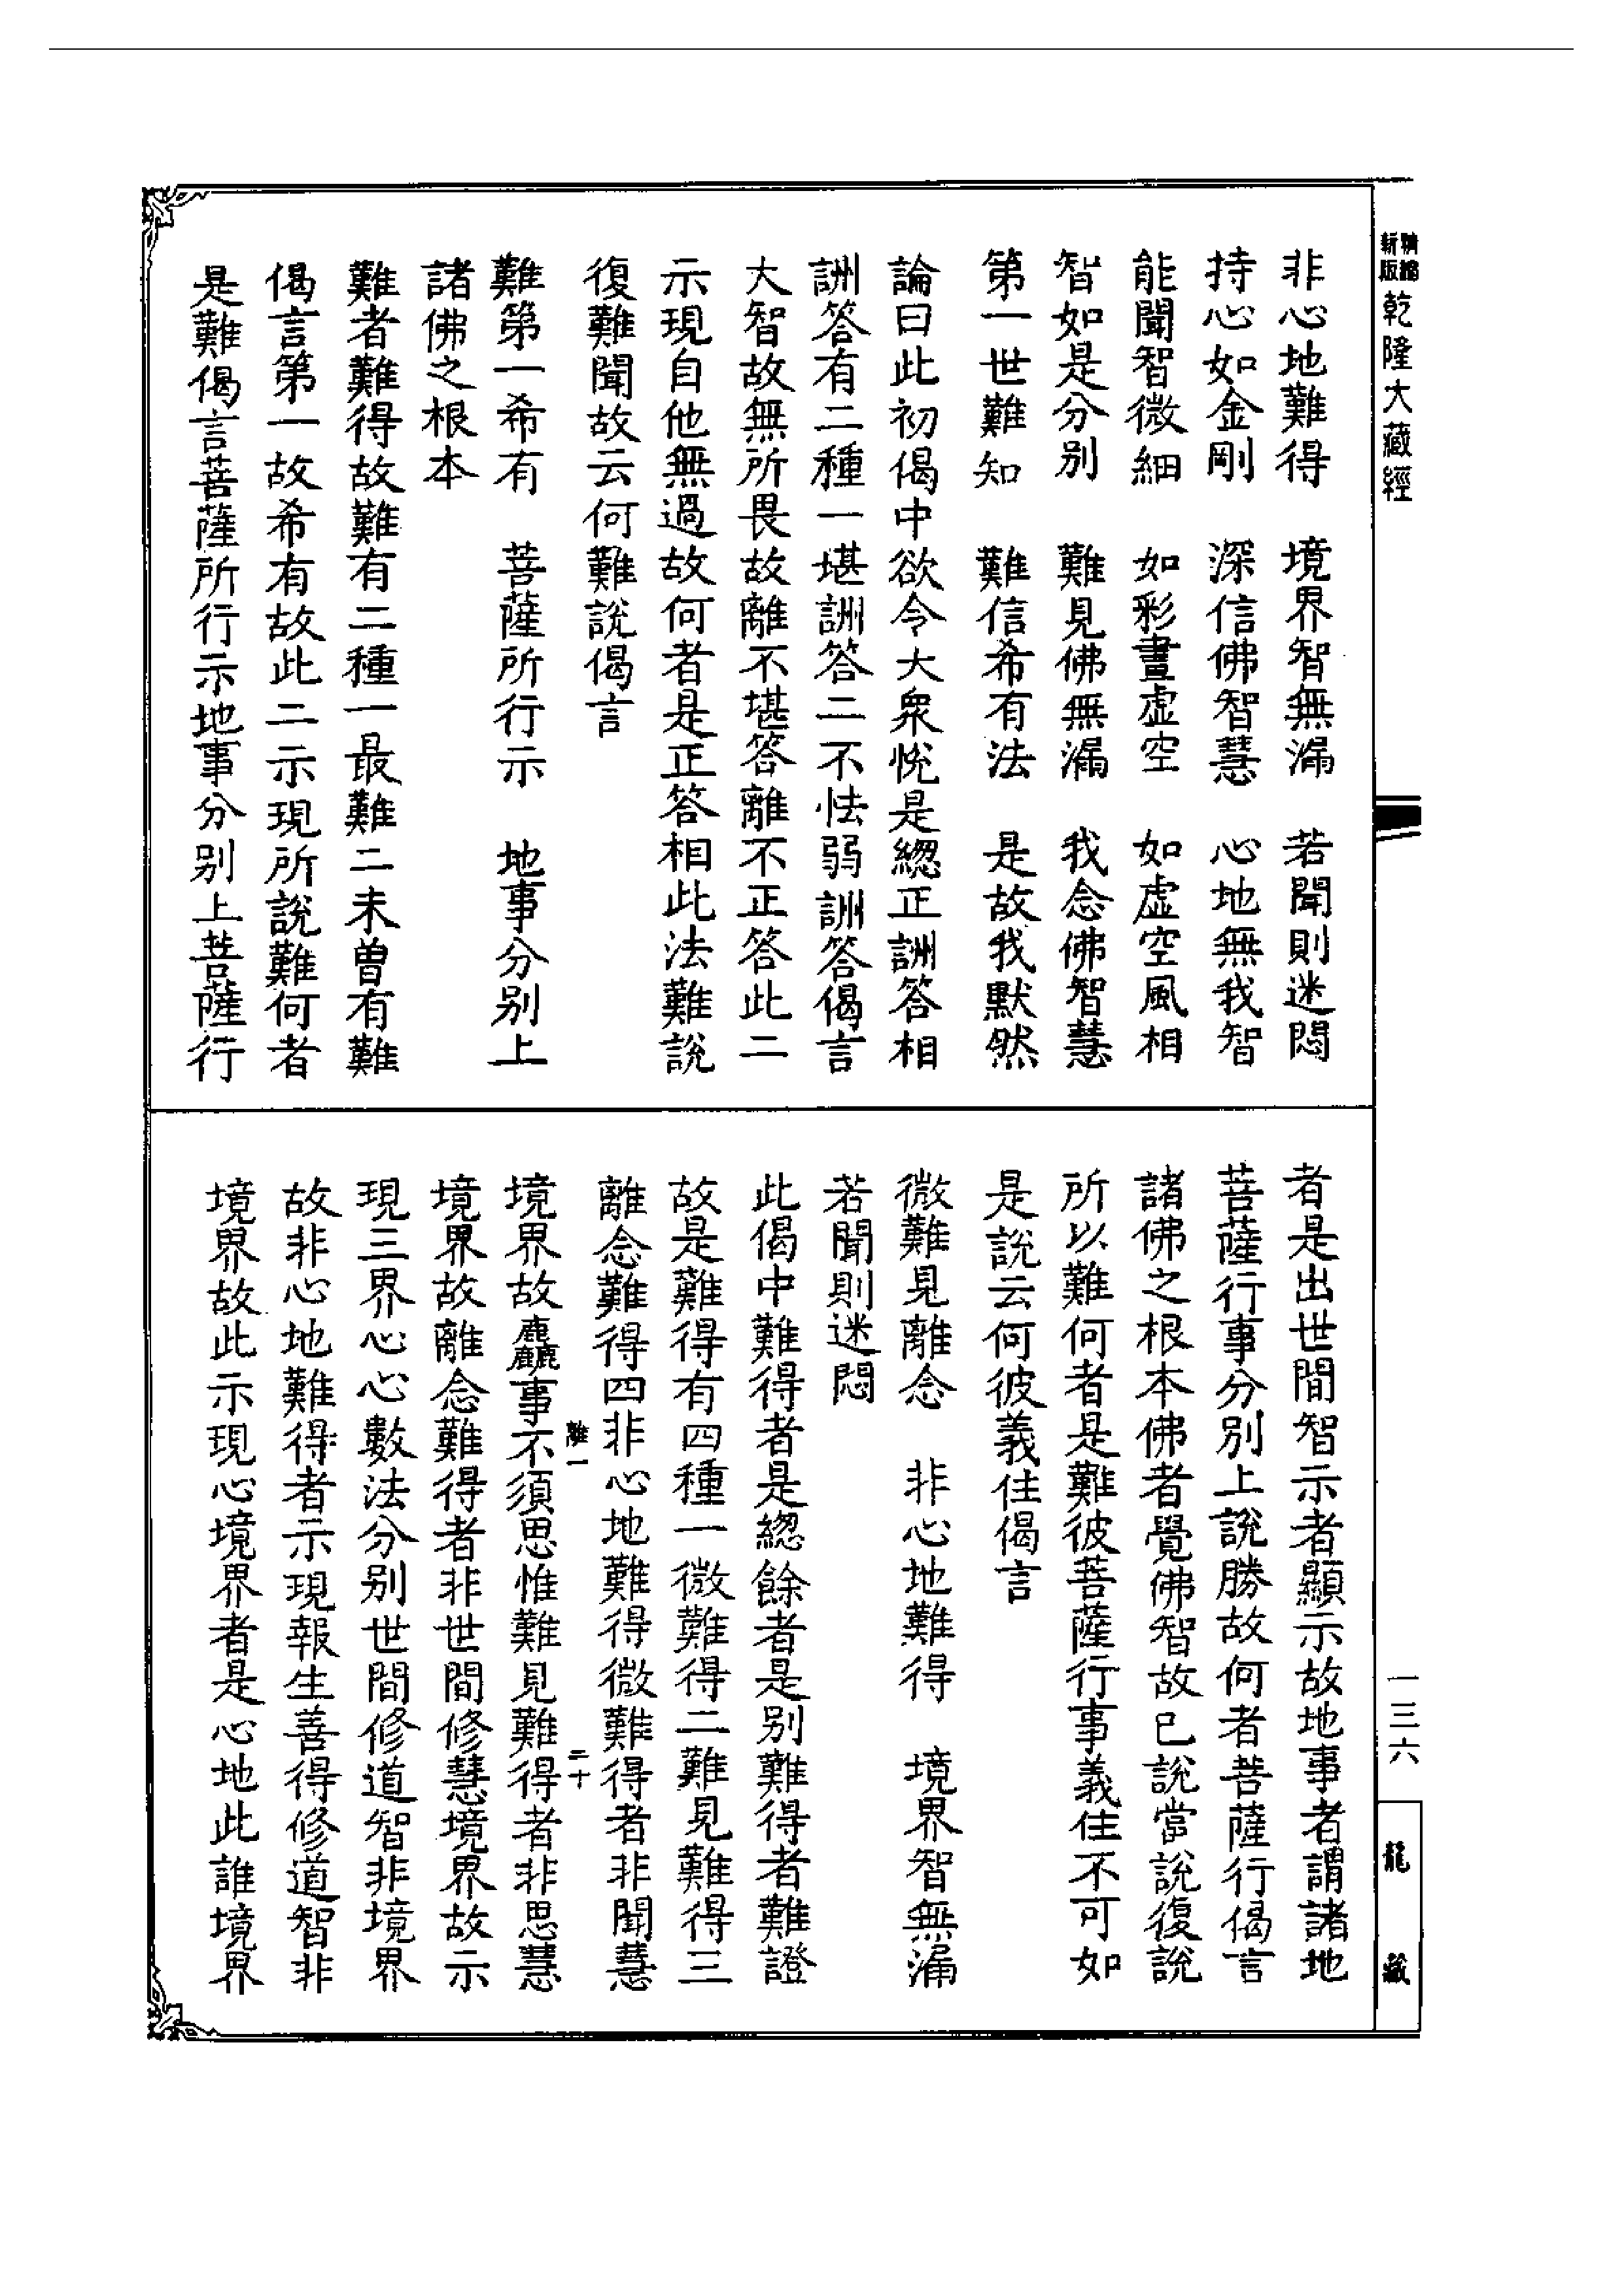 精縮
新版
乾隆大藏經
非心地難得　境界智無漏　若聞則迷悶
持心如金剛　深信佛智慧　心地無我智
能聞智微細　如彩畫虛空　如虛空風相
智如是分別　難見佛無漏　我念佛智慧
第一世難知　難信希有法　是故我默然
論曰此初偈中欲令大衆悅是總正詶答相
詶答有二種一堪詶答二不怯弱詶答偈言
大智故無所畏故離不堪答離不正答此二
示現自他無過故何者是正答相此法難說
復難聞故云何難說偈言
難第一希有　菩薩所行示　地事分別上
諸佛之根本
難者難得故難有二種一最難二未曾有難
偈言第一故希有故此二示現所說難何者
是難偈言菩薩所行示地事分別上菩薩行
者是出世間智示者顯示故地事者謂諸地
菩薩行事分別上說勝故何者菩薩行偈言
諸佛之根本佛者覺佛智故已說當說復說
所以難何者是難彼菩薩行事義住不可如
是說云何彼義住偈言
微難見離念　非心地難得　境界智無漏
若聞則迷悶
此偈中難得者是總餘者是別難得者難證
故是難得有四種一微難得二難見難得三
離念難得四非心地難得微難得者非聞慧
離一
二十
境界故麤事不須思惟難見難得者非思慧
境界故離念難得者非世間修慧境界故示
現三界心心數法分別世間修道智非境界
故非心地難得者示現報生善得修道智非
境界故此示現心境界者是心地此誰境界
一三六
龍藏